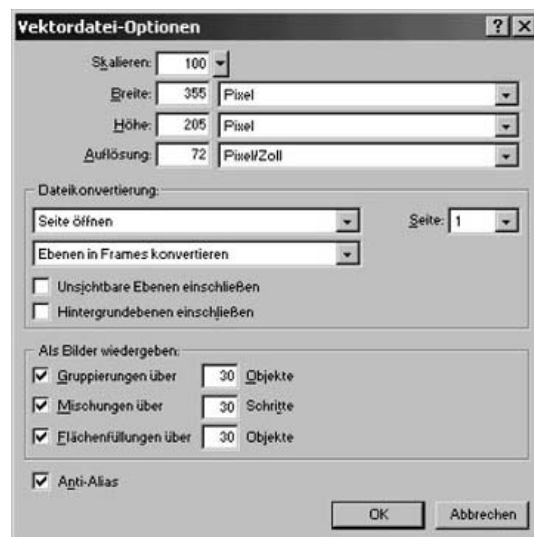 Vektordatei-Optionen
Skalieren: 100
Breite: 355 Pixel
Höhe: 205 Pixel
Auflösung: 72 Pixel/Zoll
Dateikonvertierung:
Seite öffnen Seite: 1
Ebenen in Frames konvertieren
Unsichtbare Ebenen einschließen
Hintergrundebenen einschließen
Als Bilder wiedergeben:
Gruppierungen über 30 Objekte
Mischungen über 30 Schritte
Flächenfüllungen über 30 Objekte
Anti-Alias
OK Abbrechen